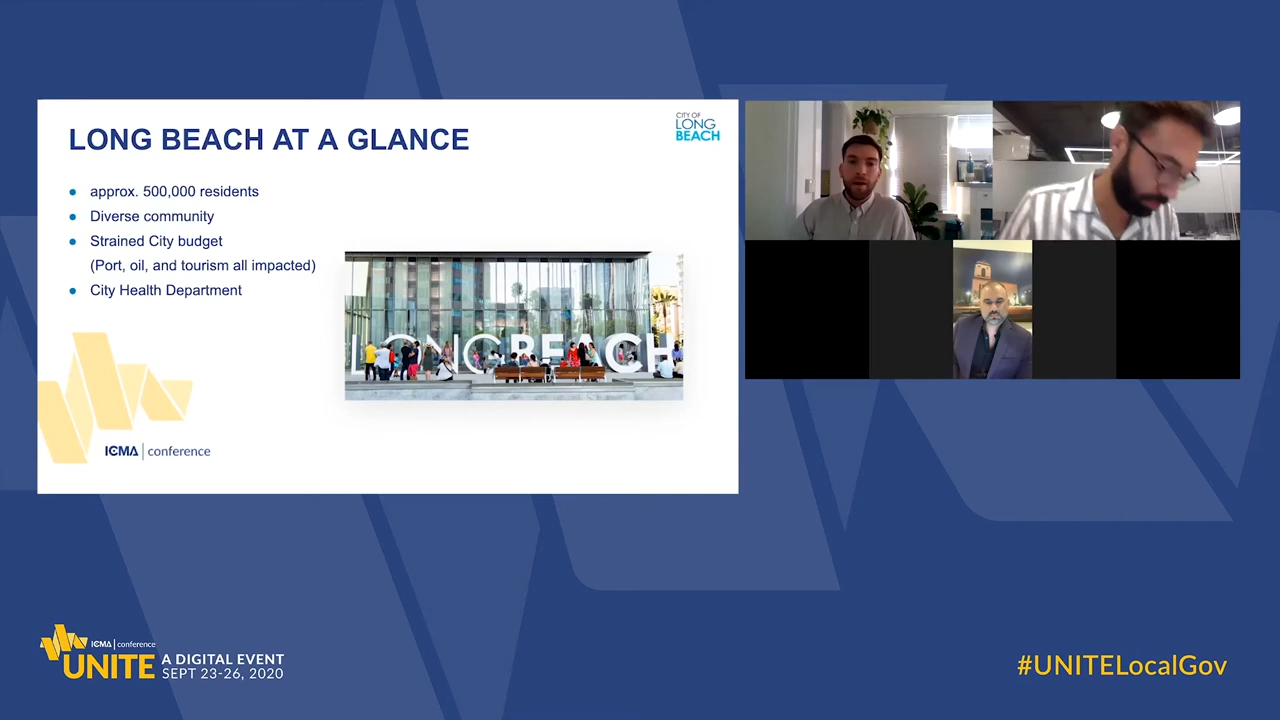 LONG BEACH AT A GLANCE
CITY OF
LONG
BEACH
approx. 500,000 residents
Diverse community
Strained City budget
(Port, oil, and tourism all impacted)
City Health Department
LONGBEACH
ICMA | conference
ICMA | conference
UNITE
A DIGITAL EVENT
SEPT 23-26, 2020
#UNITELocalGov